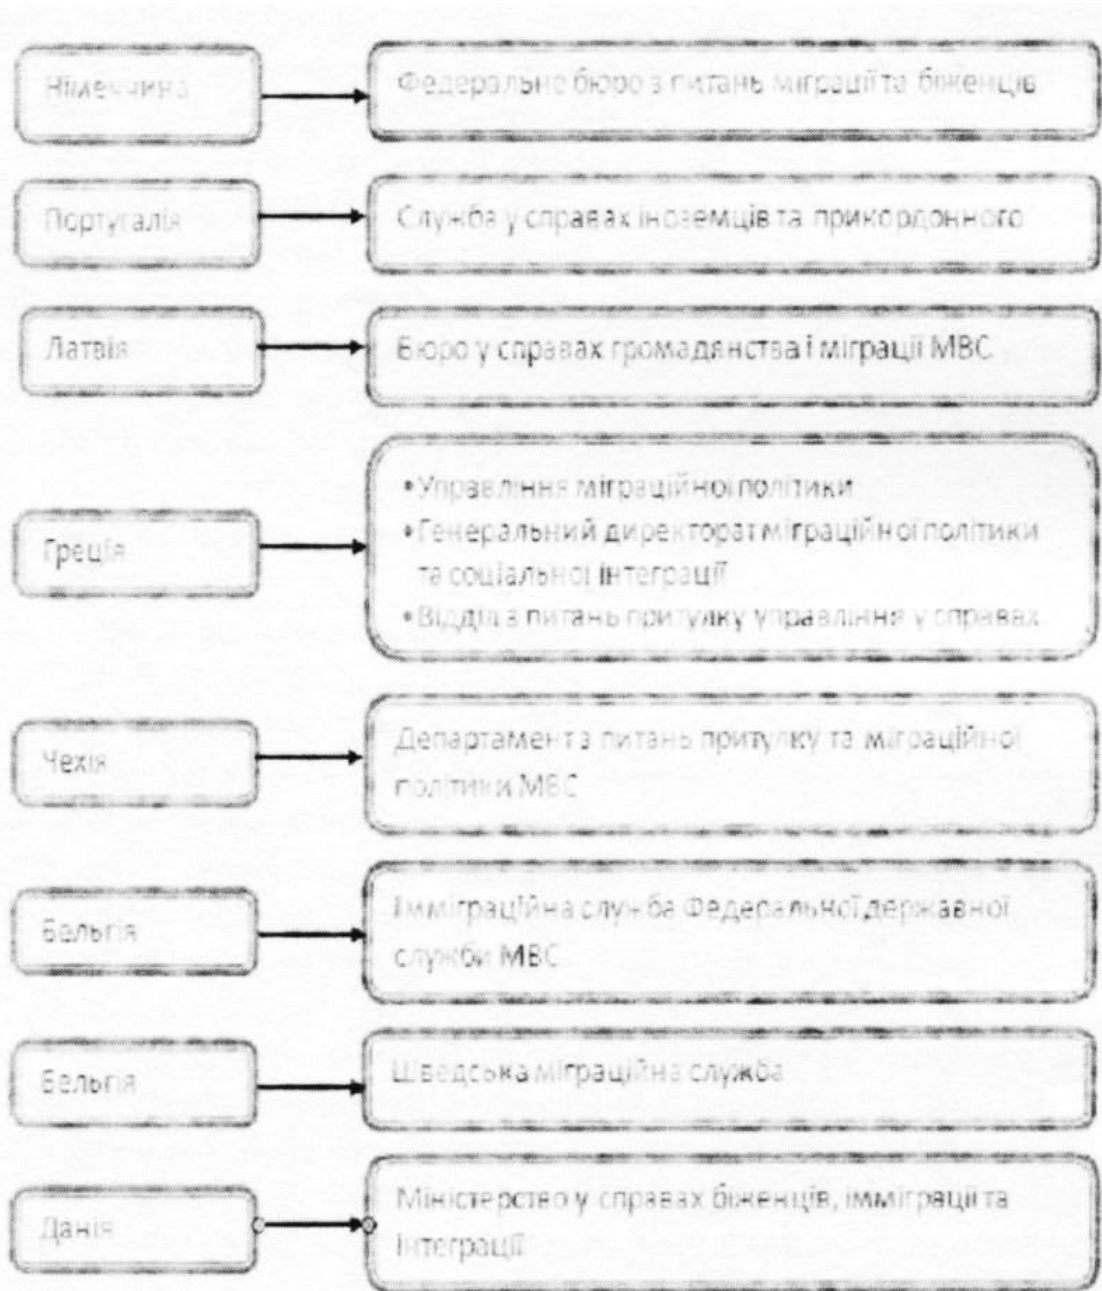 Німеччина
Федеральне бюро з питань міграції та біженців
Португалія
Служба у справах іноземців та прикордонного
Латвія
Бюро у справах громадянства і міграції МВС
Греція
•Управління міграційної політики
•Генеральний директорат міграційної політики
та соціальної інтеграції
•Відділ з питань притулку управління у справах
Чехія
Департамент з питань притулку та міграційної
політики МВС
Бельгія
Імміграційна служба Федеральної державної
служби МВС
Бельгія
Шведська міграційна служба
Данія
Міністерство у справах біженців, імміграції та
інтеграції